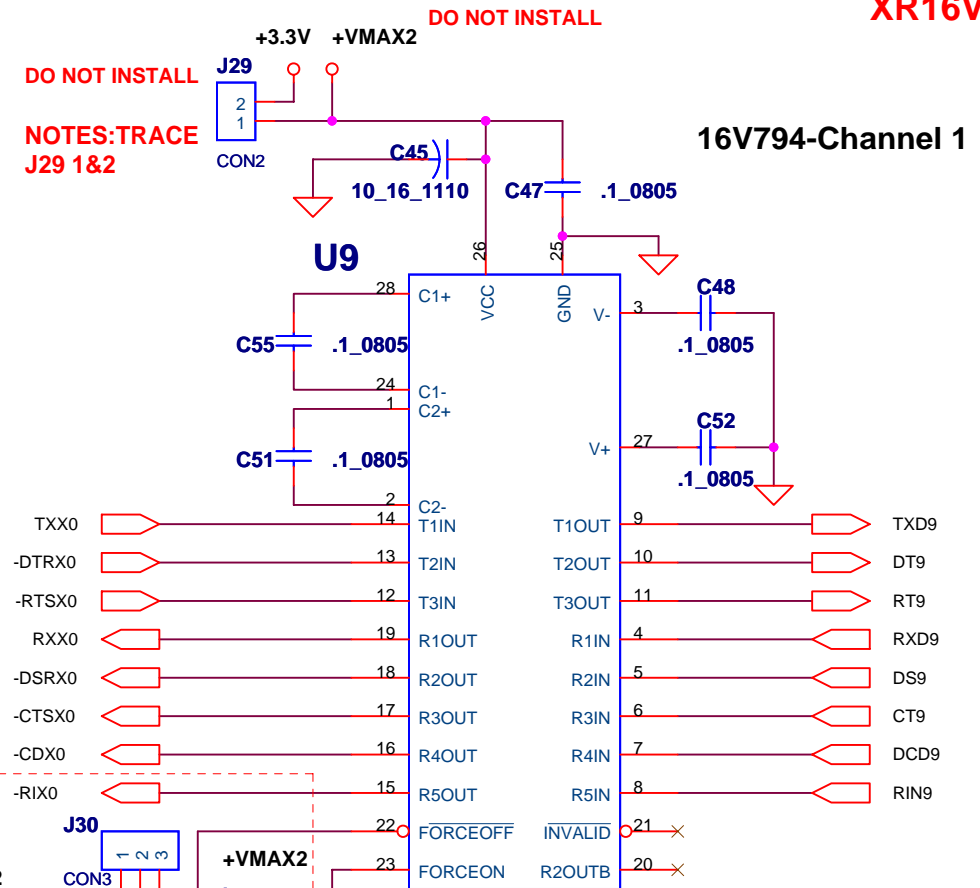 DO NOT INSTALL
XR16V
+3.3V +VMAX2
J29
DO NOT INSTALL
2
1
NOTES:TRACE
J29 1&2
CON2
16V794-Channel 1
C45
10_16_1110
C47 .1_0805
U9
26
25
VCC
GND
28 C1+
C55 .1_0805
24 C1-
1 C2+
C51 .1_0805
2 C2-
V- 3
C48
.1_0805
V+ 27
C52
.1_0805
TXX0 14 T1IN T1OUT 9 TXD9
-DTRX0 13 T2IN T2OUT 10 DT9
-RTSX0 12 T3IN T3OUT 11 RT9
RXX0 19 R1OUT R1IN 4 RXD9
-DSRX0 18 R2OUT R2IN 5 DS9
-CTSX0 17 R3OUT R3IN 6 CT9
-CDX0 16 R4OUT R4IN 7 DCD9
-RIX0 15 R5OUT R5IN 8 RIN9
22 FORCEOFF INVALID 21
23 FORCEON R2OUTB 20
J30
1 2 3
CON3
+VMAX2